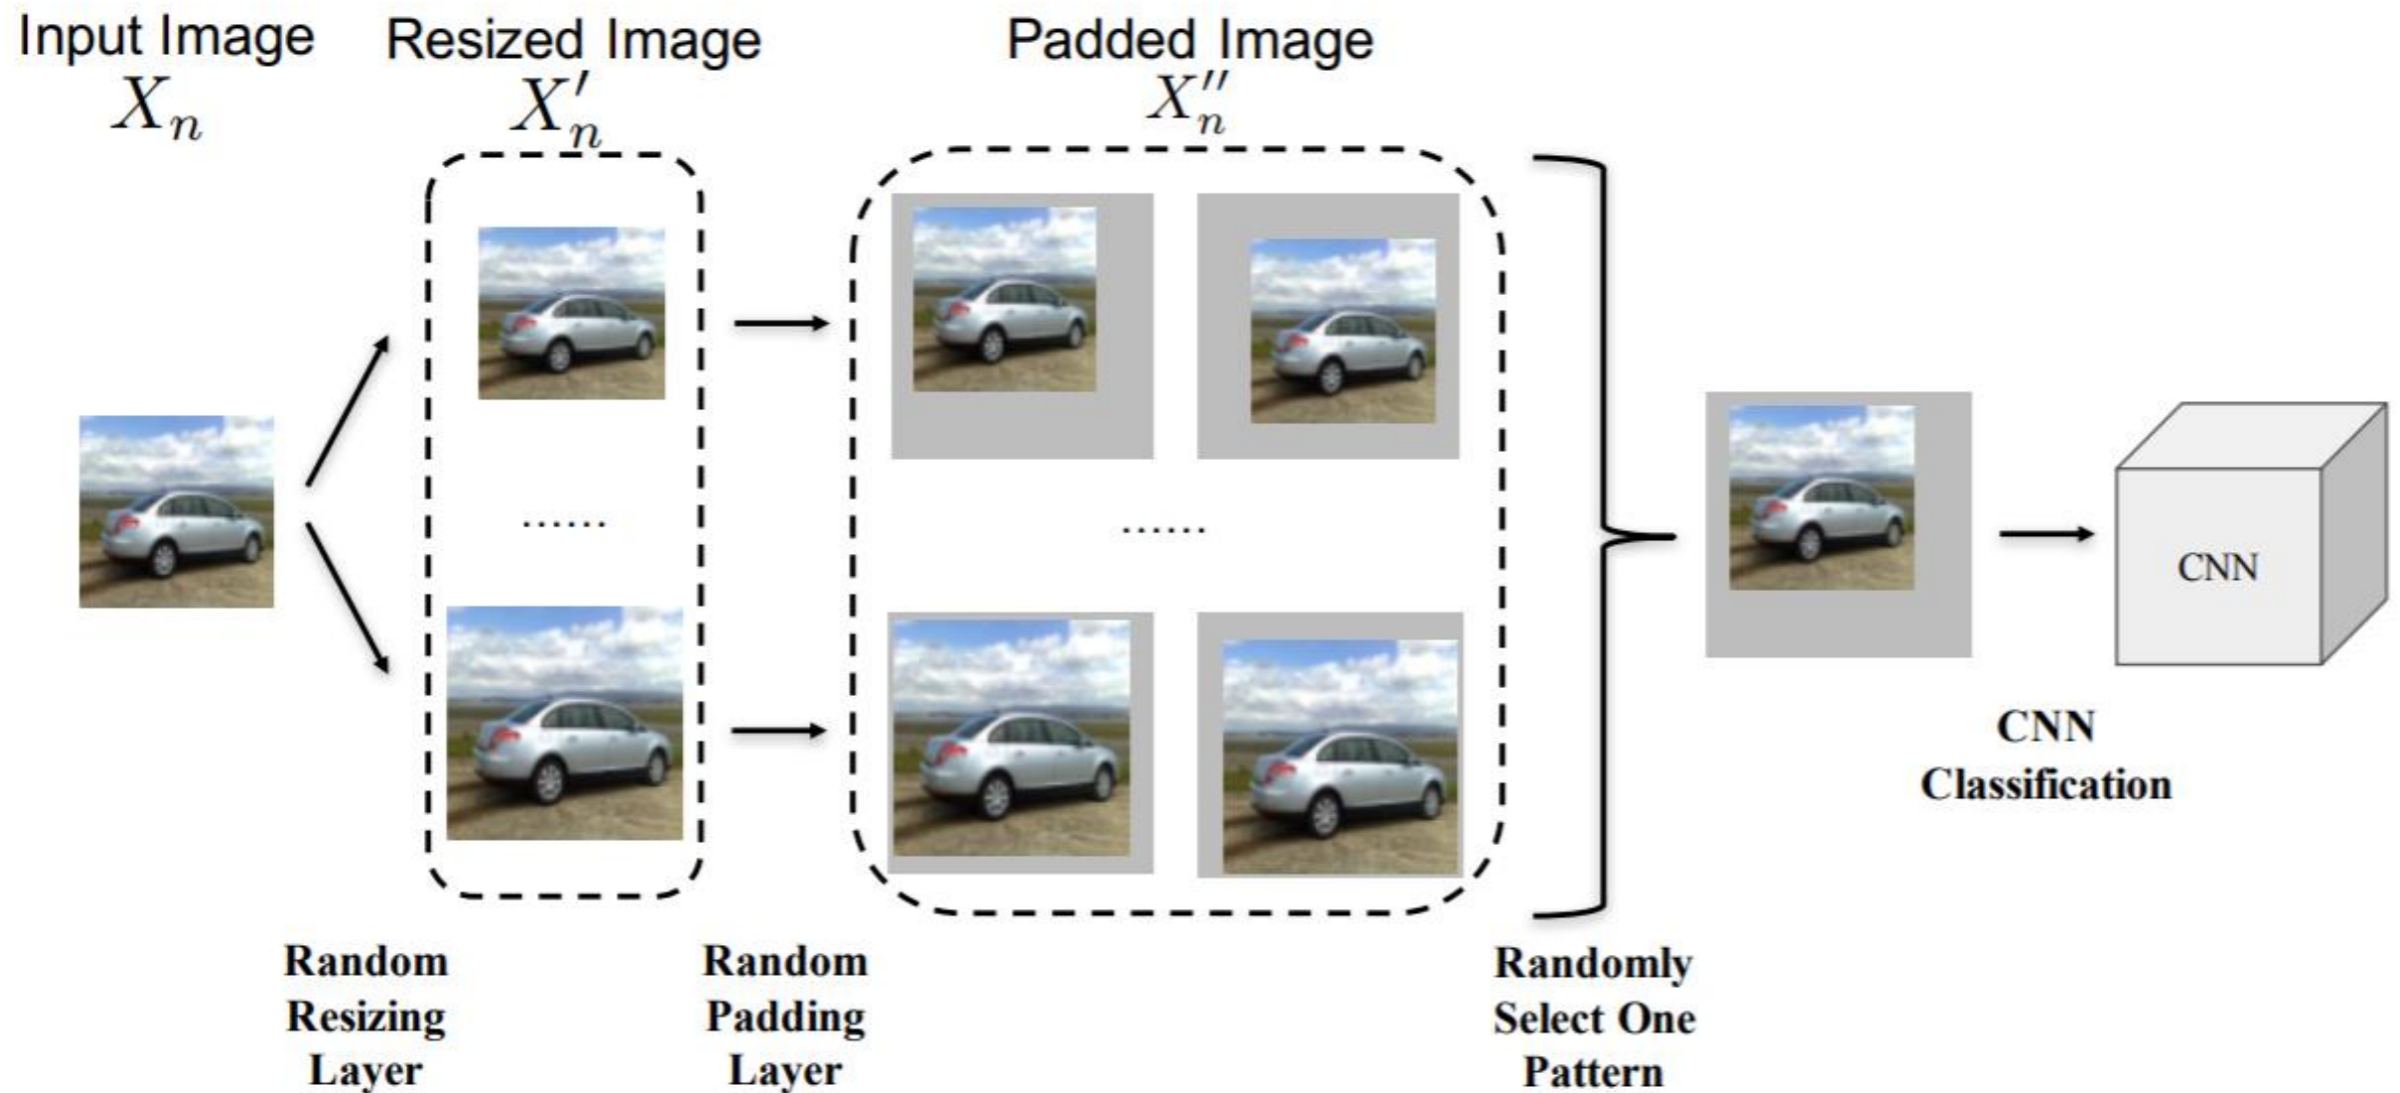 Input Image
Resized Image
Padded Image
X_n
X'_n
X''_n
......
......
CNN
CNN
Classification
Random
Resizing
Layer
Random
Padding
Layer
Randomly
Select One
Pattern